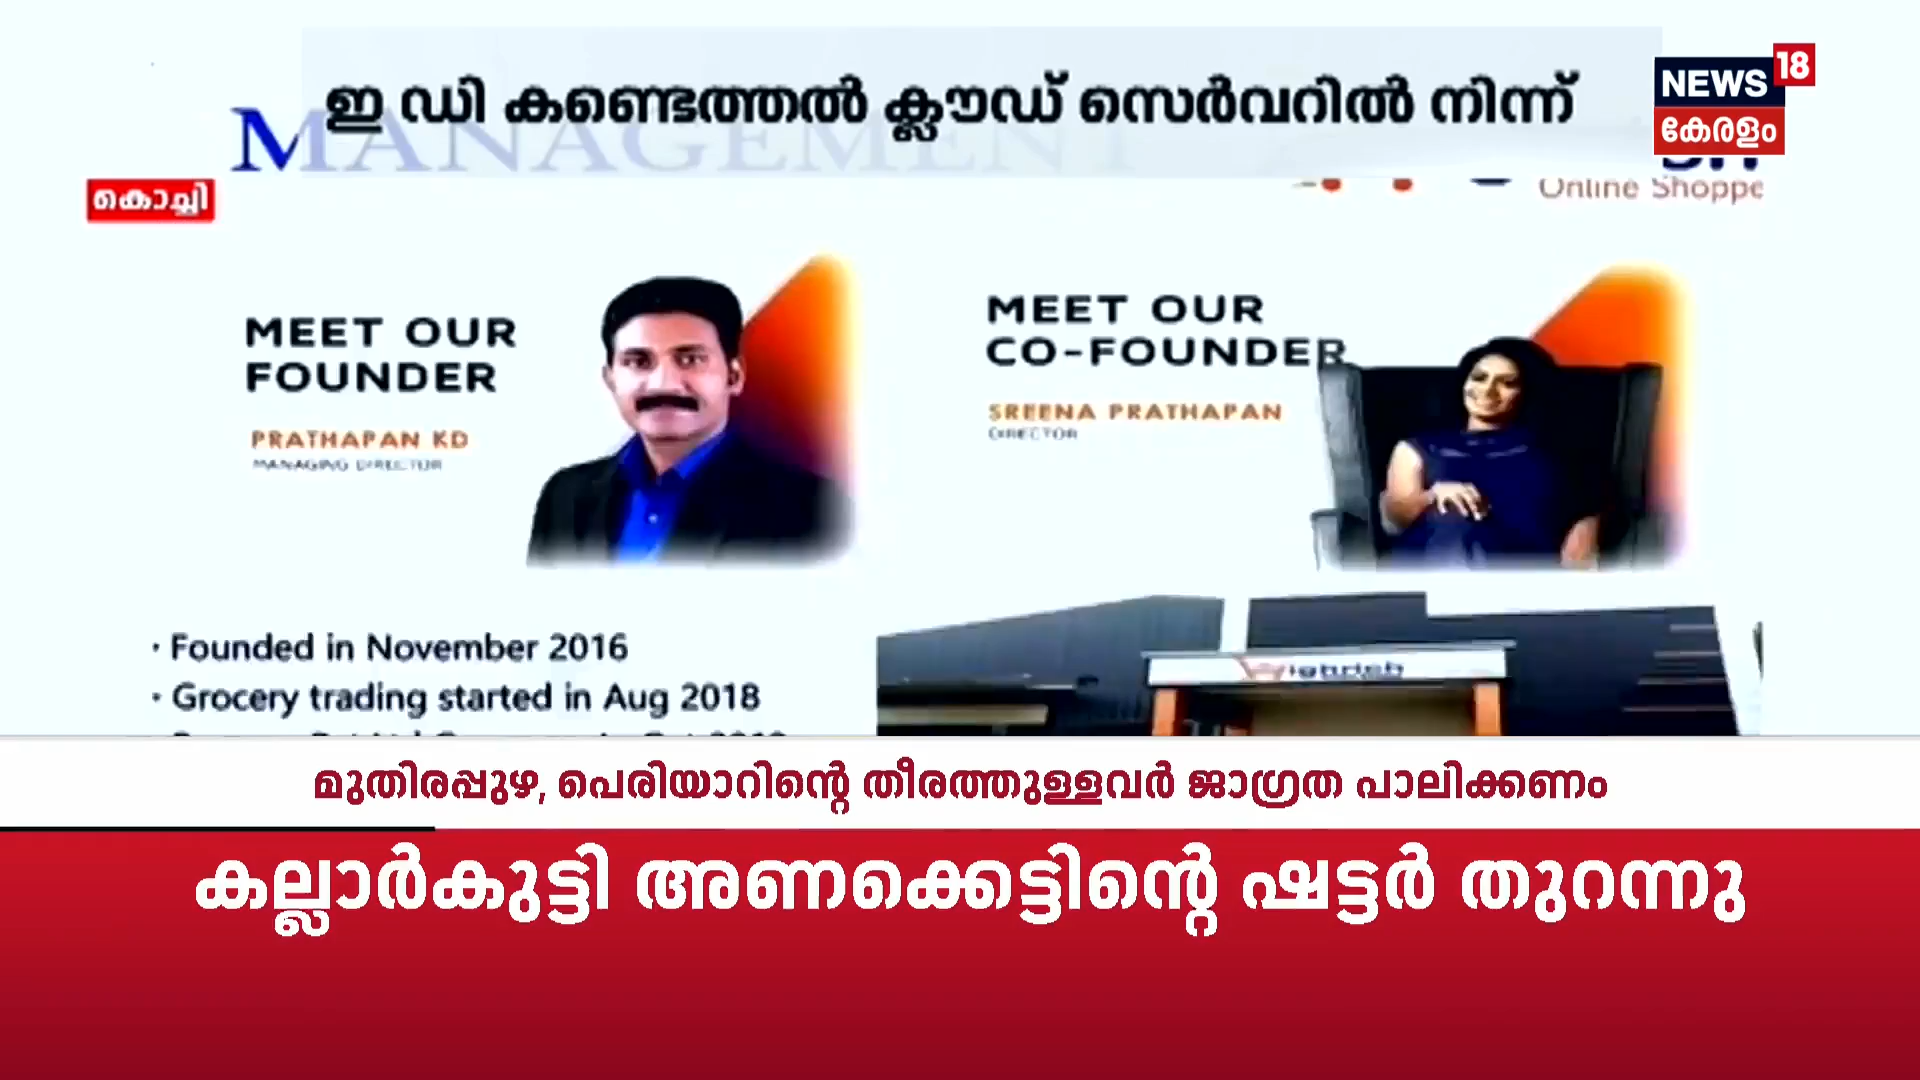 ഇ ഡി കണ്ടെത്തൽ ക്ലൗഡ് സെർവറിൽ നിന്ന്
NEWS 18
കേരളം
MANAGEMENT
Online Shoppe
കൊച്ചി
MEET OUR
FOUNDER
PRATHAPAN KD
MANAGING DIRECTOR
MEET OUR
CO-FOUNDER
SREENA PRATHAPAN
DIRECTOR
· Founded in November 2016
· Grocery trading started in Aug 2018
Highrich
മുതിരപ്പുഴ, പെരിയാറിന്റെ തീരത്തുള്ളവർ ജാഗ്രത പാലിക്കണം
കല്ലാർകുട്ടി അണക്കെട്ടിന്റെ ഷട്ടർ തുറന്നു